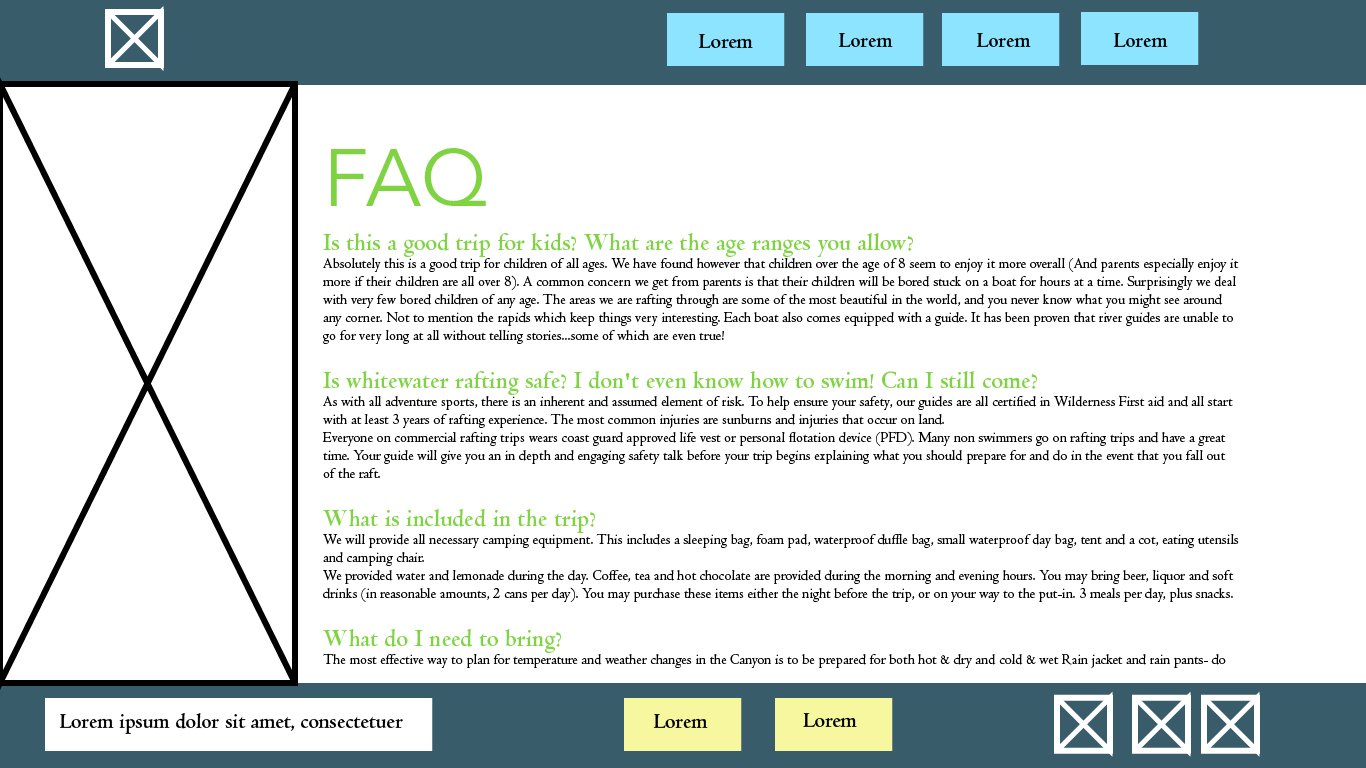 Lorem
Lorem
Lorem
Lorem
FAQ
Is this a good trip for kids? What are the age ranges you allow?
Absolutely this is a good trip for children of all ages. We have found however that children over the age of 8 seem to enjoy it more overall (And parents especially enjoy it
more if their children are all over 8). A common concern we get from parents is that their children will be bored stuck on a boat for hours at a time. Surprisingly we deal
with very few bored children of any age. The areas we are rafting through are some of the most beautiful in the world, and you never know what you might see around
any corner. Not to mention the rapids which keep things very interesting. Each boat also comes equipped with a guide. It has been proven that river guides are unable to
go for very long at all without telling stories...some of which are even true!
Is whitewater rafting safe? I don't even know how to swim! Can I still come?
As with all adventure sports, there is an inherent and assumed element of risk. To help ensure your safety, our guides are all certified in Wilderness First aid and all start
with at least 3 years of rafting experience. The most common injuries are sunburns and injuries that occur on land.
Everyone on commercial rafting trips wears coast guard approved life vest or personal flotation device (PFD). Many non swimmers go on rafting trips and have a great
time. Your guide will give you an in depth and engaging safety talk before your trip begins explaining what you should prepare for and do in the event that you fall out
of the raft.
What is included in the trip?
We will provide all necessary camping equipment. This includes a sleeping bag, foam pad, waterproof duffle bag, small waterproof day bag, tent and a cot, eating utensils
and camping chair.
We provided water and lemonade during the day. Coffee, tea and hot chocolate are provided during the morning and evening hours. You may bring beer, liquor and soft
drinks (in reasonable amounts, 2 cans per day). You may purchase these items either the night before the trip, or on your way to the put-in. 3 meals per day, plus snacks.
What do I need to bring?
The most effective way to plan for temperature and weather changes in the Canyon is to be prepared for both hot & dry and cold & wet Rain jacket and rain pants- do
Lorem ipsum dolor sit amet, consectetuer
Lorem
Lorem